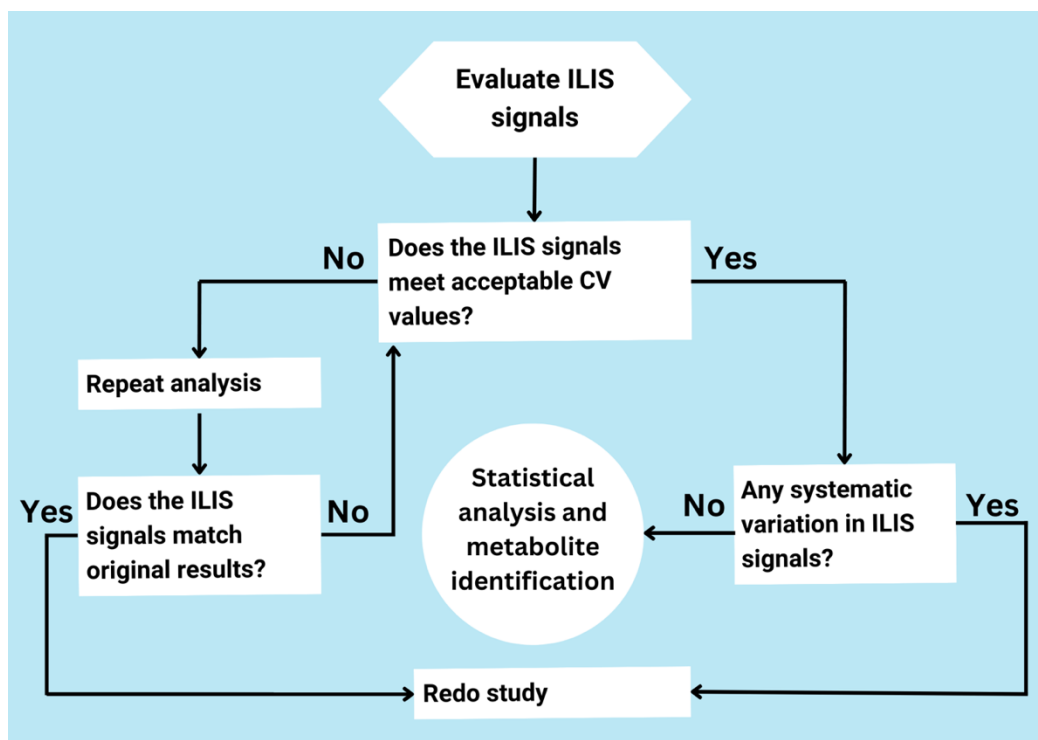 Evaluate ILIS
signals
No
Does the ILIS signals
meet acceptable CV
values?
Yes
Repeat analysis
Yes
Does the ILIS
signals match
original results?
No
Statistical
analysis and
metabolite
identification
No
Any systematic
variation in ILIS
signals?
Yes
Redo study